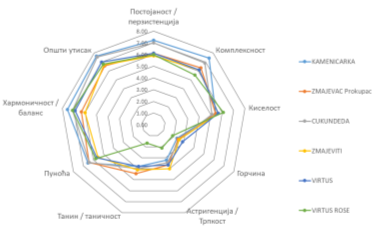 Постојаност /
перзистенција
8.00
7.00
6.00
5.00
4.00
3.00
2.00
1.00
0.00
Комплексност
Киселост
Горчина
Астрингенција /
Трпкост
Танин / таничност
Пуноћа
Хармоничност /
баланс
Општи утисак
KAMENICARKA
ZMAJEVAC Prokupac
CUKUNDEDA
ZMAJEVITI
VIRTUS
VIRTUS ROSE